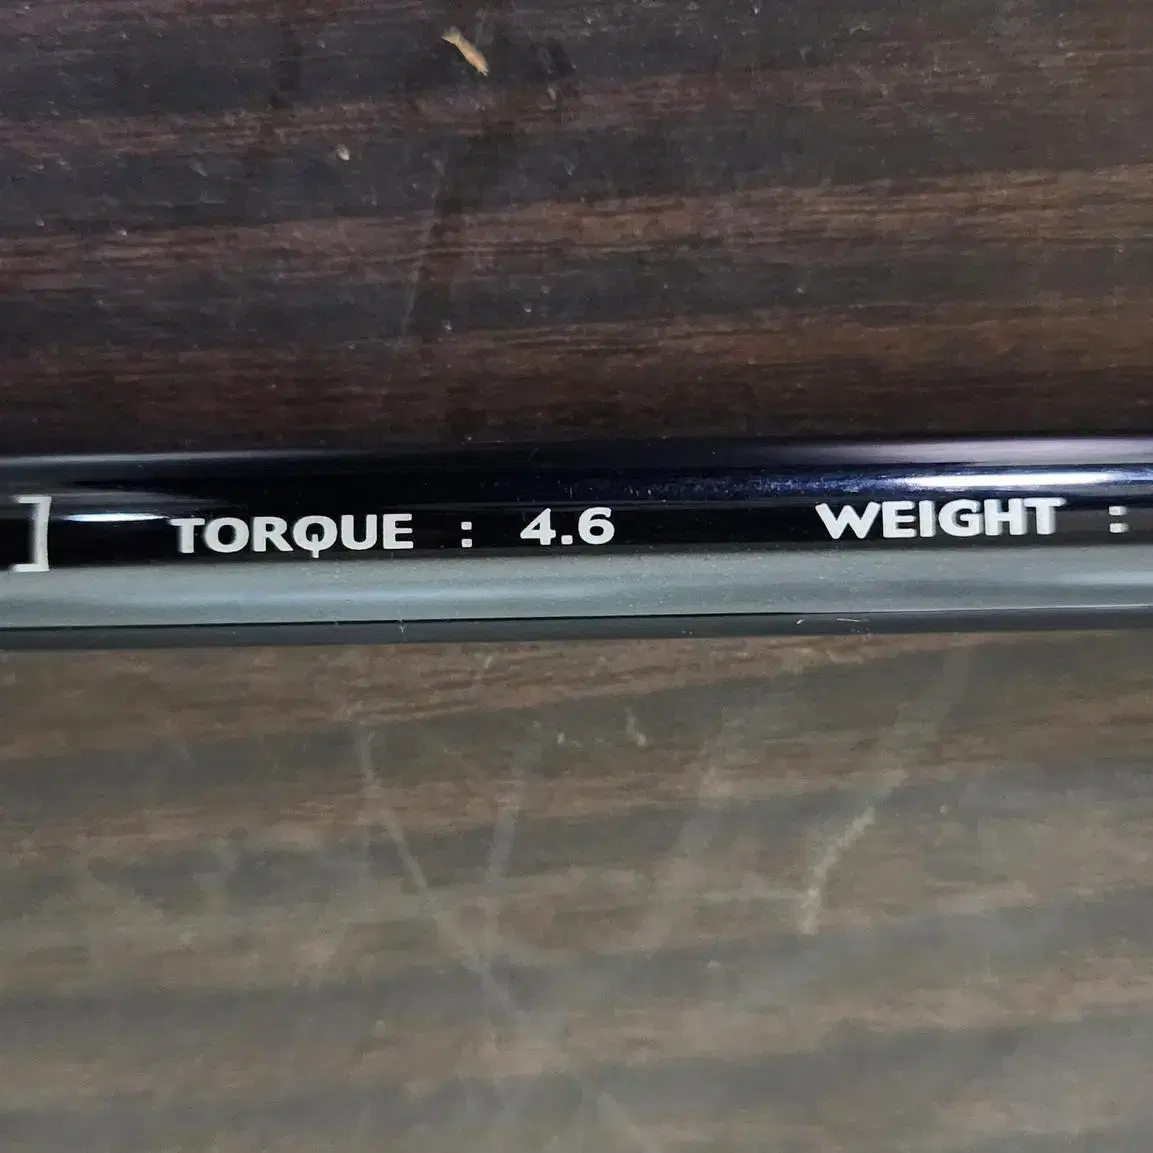 ] TORQUE : 4.6 WEIGHT :